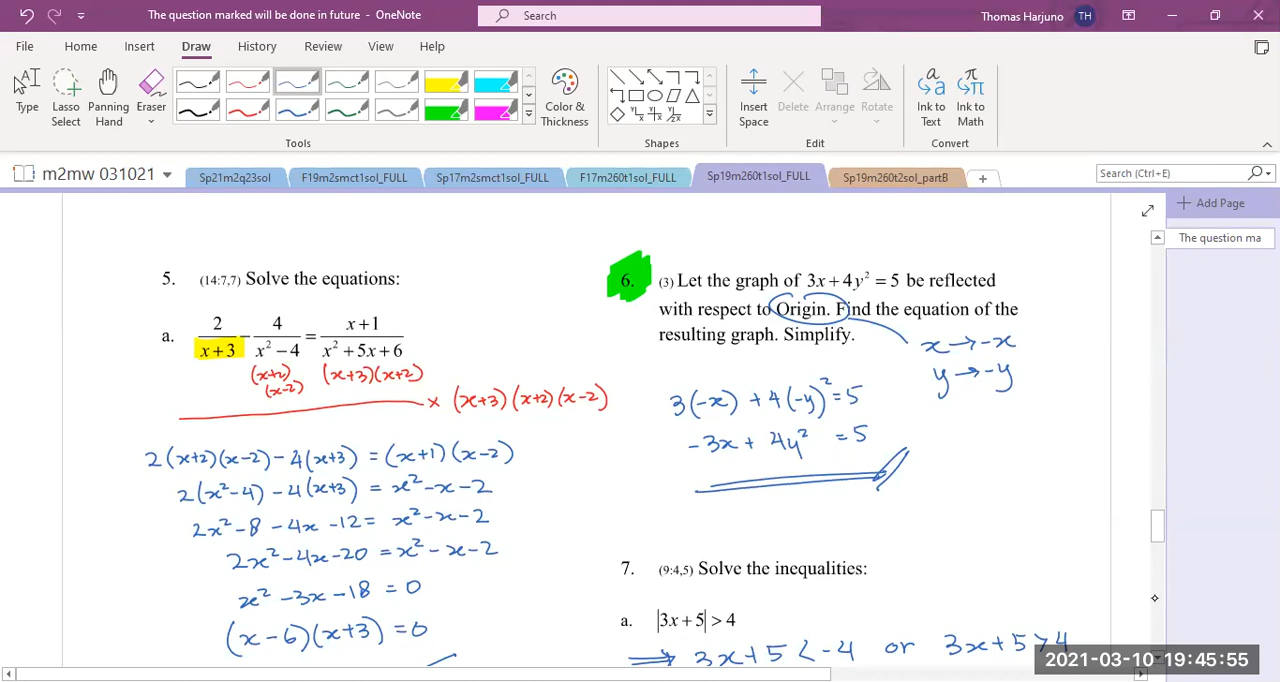 The question marked will be done in future - OneNote
Search
Thomas Harjuno TH
File Home Insert Draw History Review View Help
Type Lasso Select Panning Hand Eraser Color & Thickness Insert Space Delete Arrange Rotate Ink to Text Ink to Math
Tools Shapes Edit Convert
m2mw 031021 Sp21m2q23sol F19m2smct1sol_FULL Sp17m2smct1sol_FULL F17m260t1sol_FULL Sp19m260t1sol_FULL Sp19m260t2sol_partB Search (Ctrl+E)
Add Page
The question ma
5. (14:7,7) Solve the equations:
a. 2/(x+3) − 4/(x²−4) = (x+1)/(x²+5x+6)
(x+2)(x-2) (x+3)(x+2)
× (x+3)(x+2)(x-2)
2(x+2)(x-2) - 4(x+3) = (x+1)(x-2)
2(x²-4) - 4(x+3) = x²-x-2
2x²-8 -4x -12 = x²-x-2
2x²-4x-20 = x²-x-2
x² -3x -18 = 0
(x-6)(x+3) = 0
6. (3) Let the graph of 3x + 4y² = 5 be reflected
with respect to Origin. Find the equation of the
resulting graph. Simplify.
x → -x
y → -y
3(-x) + 4(-y)² = 5
-3x + 4y² = 5
7. (9:4,5) Solve the inequalities:
a. |3x+5| > 4
⇒ 3x+5 < -4 or 3x+5 > 4
2021-03-10 19:45:55